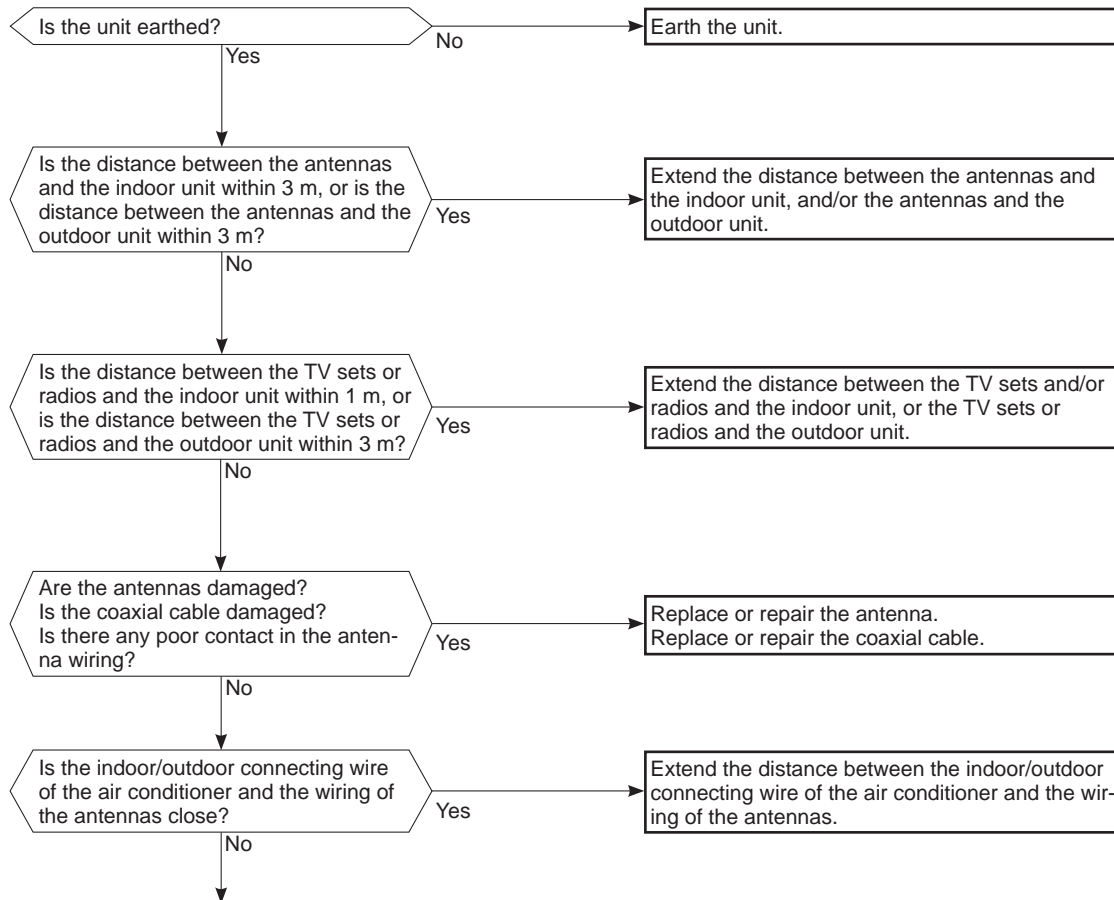 Is the unit earthed?
No
Earth the unit.
Yes
Is the distance between the antennas
and the indoor unit within 3 m, or is the
distance between the antennas and the
outdoor unit within 3 m?
Yes
Extend the distance between the antennas and
the indoor unit, and/or the antennas and the
outdoor unit.
No
Is the distance between the TV sets or
radios and the indoor unit within 1 m, or
is the distance between the TV sets or
radios and the outdoor unit within 3 m?
Yes
Extend the distance between the TV sets and/or
radios and the indoor unit, or the TV sets or
radios and the outdoor unit.
No
Are the antennas damaged?
Is the coaxial cable damaged?
Is there any poor contact in the anten-
na wiring?
Yes
Replace or repair the antenna.
Replace or repair the coaxial cable.
No
Is the indoor/outdoor connecting wire
of the air conditioner and the wiring of
the antennas close?
Yes
Extend the distance between the indoor/outdoor
connecting wire of the air conditioner and the wir-
ing of the antennas.
No